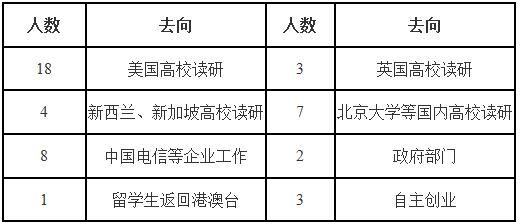 人数 去向 人数 去向
18 美国高校读研 3 英国高校读研
4 新西兰、新加坡高校读研 7 北京大学等国内高校读研
8 中国电信等企业工作 2 政府部门
1 留学生返回港澳台 3 自主创业